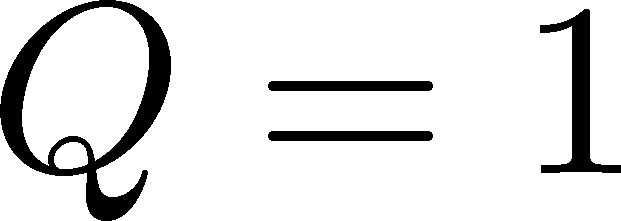 Q = 1